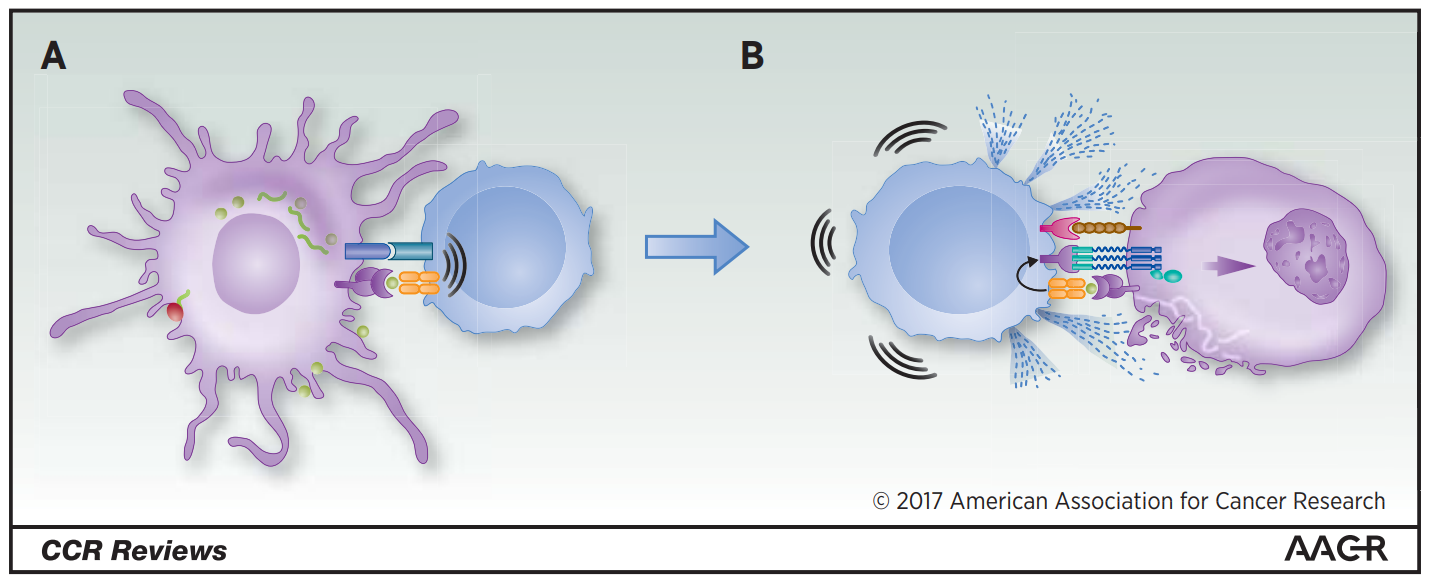 A
B
© 2017 American Association for Cancer Research
CCR Reviews
AACR